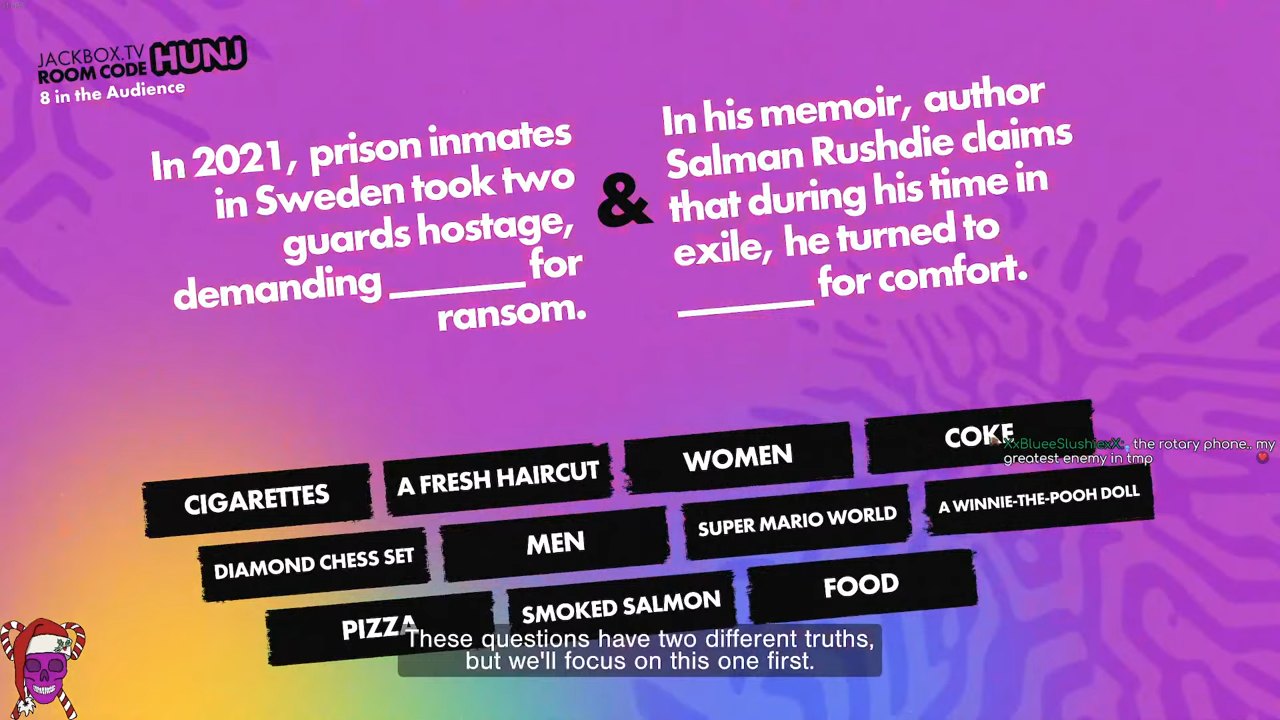 JACKBOX.TV
ROOM CODE HUNJ
8 in the Audience
In 2021, prison inmates
in Sweden took two
guards hostage,
demanding ________ for
ransom.
&
In his memoir, author
Salman Rushdie claims
that during his time in
exile, he turned to
________ for comfort.
CIGARETTES
A FRESH HAIRCUT
WOMEN
COKE
XxBlueeSlushiexX: the rotary phone.. my
greatest enemy in tmp
DIAMOND CHESS SET
MEN
SUPER MARIO WORLD
A WINNIE-THE-POOH DOLL
PIZZA
SMOKED SALMON
FOOD
These questions have two different truths,
but we'll focus on this one first.